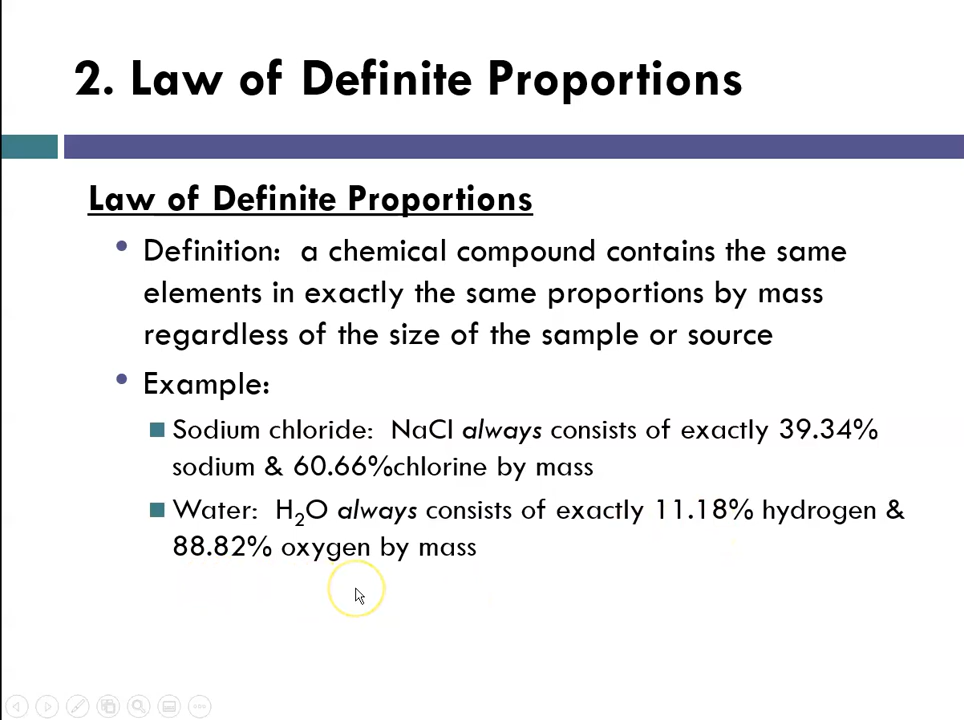 2. Law of Definite Proportions
Law of Definite Proportions
• Definition: a chemical compound contains the same
elements in exactly the same proportions by mass
regardless of the size of the sample or source
• Example:
■ Sodium chloride: NaCl always consists of exactly 39.34%
sodium & 60.66%chlorine by mass
■ Water: H₂O always consists of exactly 11.18% hydrogen &
88.82% oxygen by mass